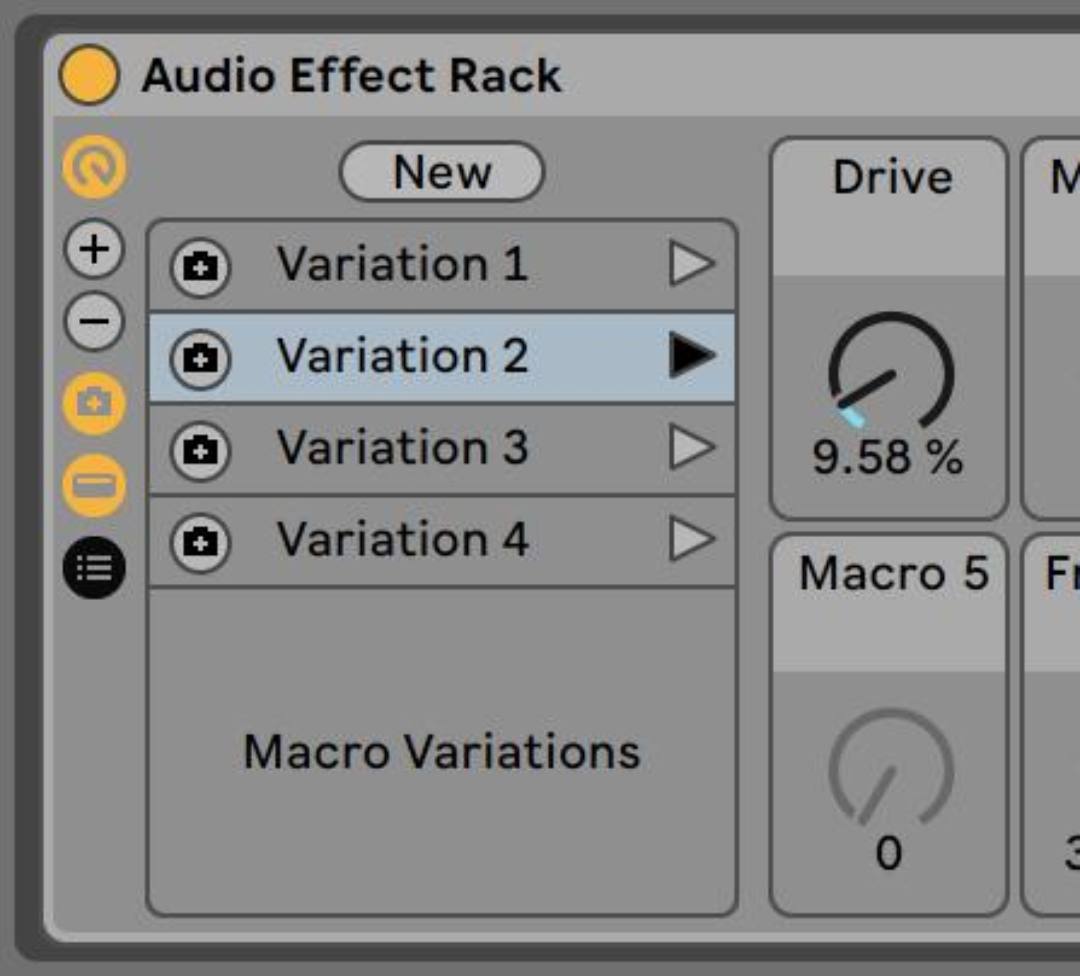 Audio Effect Rack
New
Variation 1
Variation 2
Variation 3
Variation 4
Macro Variations
Drive
9.58 %
Macro 5
0